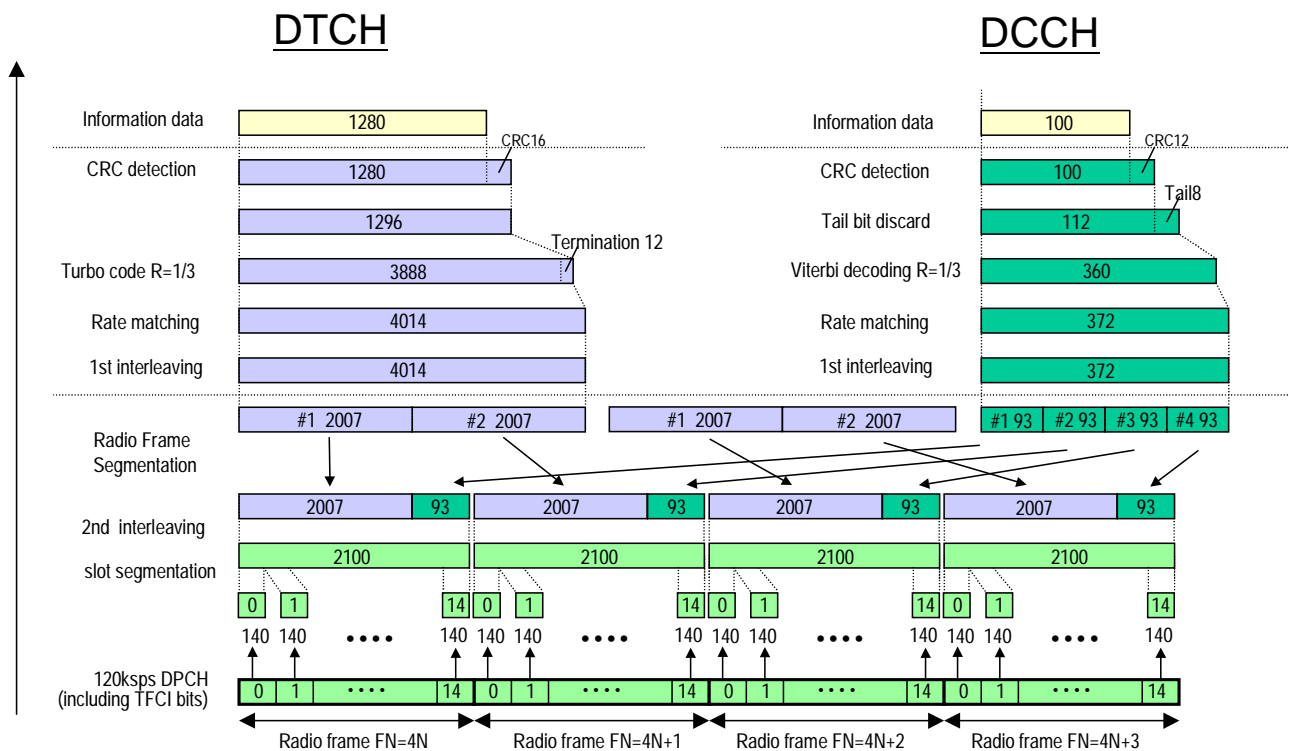 DTCH DCCH
Information data 1280 Information data 100
CRC16 CRC12
CRC detection 1280 CRC detection 100
Tail8
1296 Tail bit discard 112
Termination 12
Turbo code R=1/3 3888 Viterbi decoding R=1/3 360
Rate matching 4014 Rate matching 372
1st interleaving 4014 1st interleaving 372
#1 2007 #2 2007 #1 2007 #2 2007 #1 93 #2 93 #3 93 #4 93
Radio Frame
Segmentation
2007 93 2007 93 2007 93 2007 93
2nd interleaving
2100 2100 2100 2100
slot segmentation
0 1 14 0 1 14 0 1 14 0 1 14
140 140 •••• 140 140 140 •••• 140 140 140 •••• 140 140 140 •••• 140
120ksps DPCH
(including TFCI bits)
0 1 •••• 14 0 1 •••• 14 0 1 •••• 14 0 1 •••• 14
Radio frame FN=4N Radio frame FN=4N+1 Radio frame FN=4N+2 Radio frame FN=4N+3